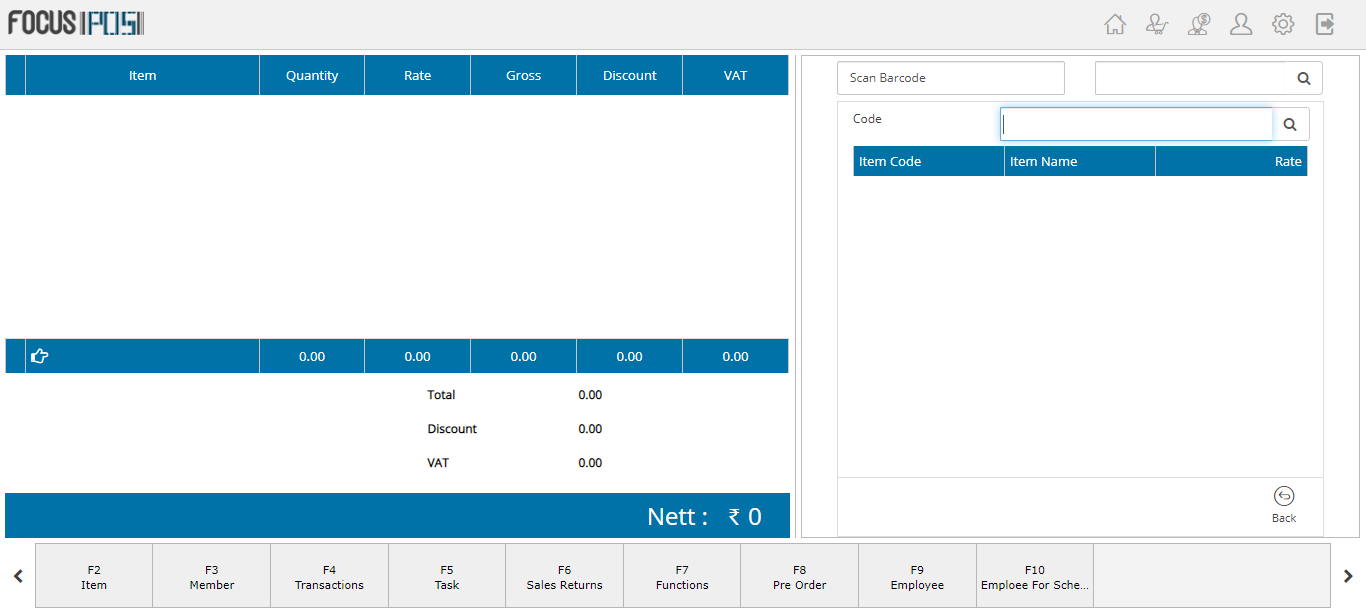 FOCUS POS
Item Quantity Rate Gross Discount VAT
0.00 0.00 0.00 0.00 0.00
Total 0.00
Discount 0.00
VAT 0.00
Nett : ₹ 0
Scan Barcode
Code
Item Code Item Name Rate
Back
F2
Item
F3
Member
F4
Transactions
F5
Task
F6
Sales Returns
F7
Functions
F8
Pre Order
F9
Employee
F10
Emploee For Sche...